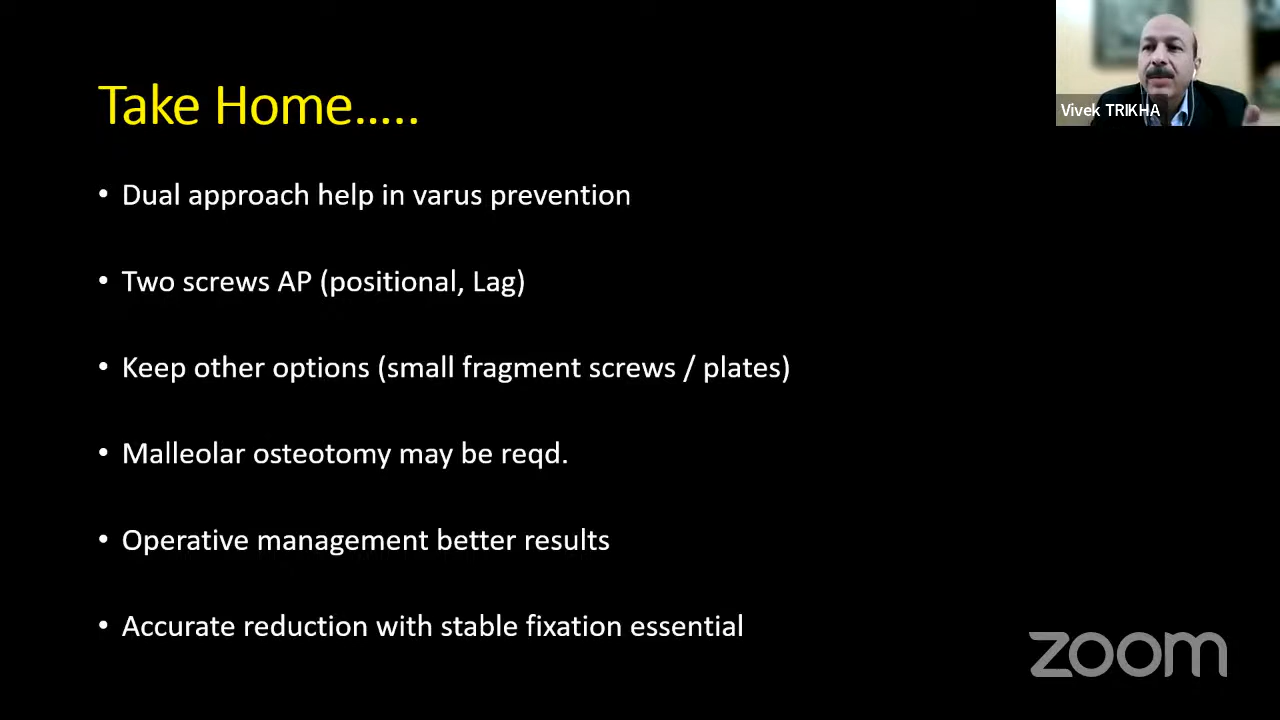 Take Home.....
Vivek TRIKHA
• Dual approach help in varus prevention
• Two screws AP (positional, Lag)
• Keep other options (small fragment screws / plates)
• Malleolar osteotomy may be reqd.
• Operative management better results
• Accurate reduction with stable fixation essential
zoom